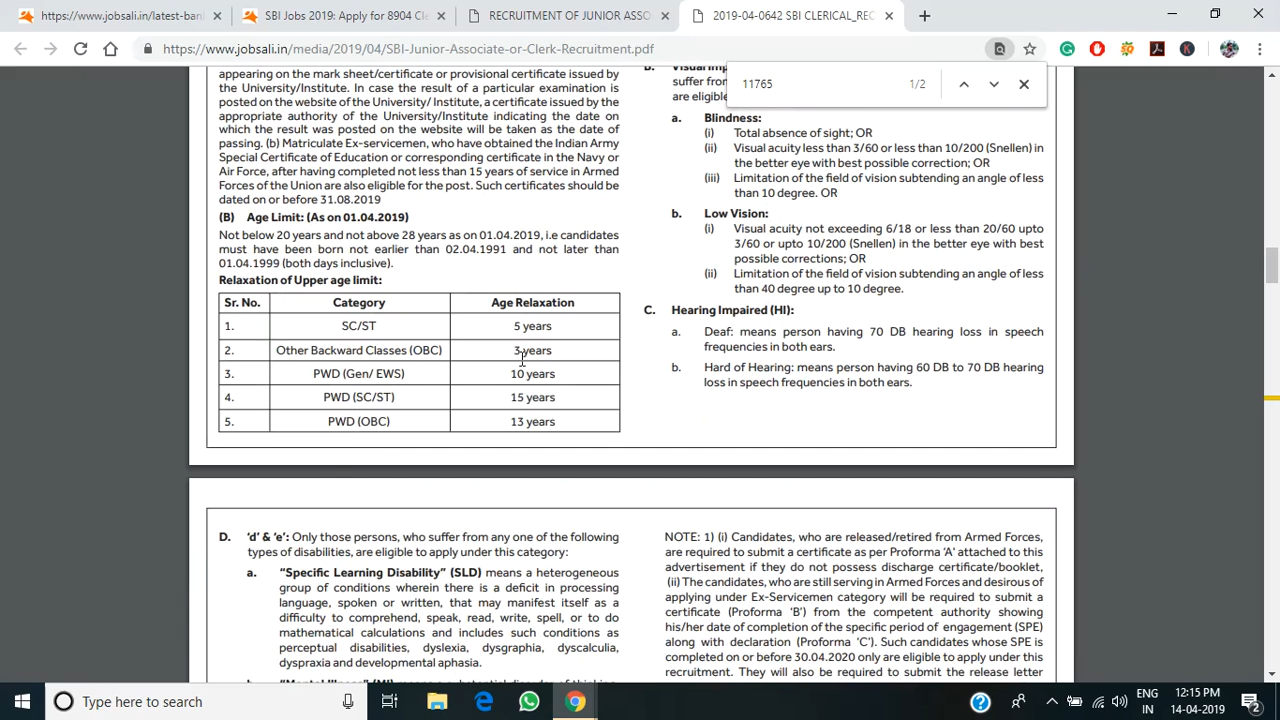 https://www.jobsali.in/latest-ban
SBI Jobs 2019: Apply for 8904 Cle
RECRUITMENT OF JUNIOR ASSO
2019-04-0642 SBI CLERICAL_REC
https://www.jobsali.in/media/2019/04/SBI-Junior-Associate-or-Clerk-Recruitment.pdf
11765
1/2
appearing on the mark sheet/certificate or provisional certificate issued by
the University/Institute. In case the result of a particular examination is
posted on the website of the University/ Institute, a certificate issued by the
appropriate authority of the University/Institute indicating the date on
which the result was posted on the website will be taken as the date of
passing. (b) Matriculate Ex-servicemen, who have obtained the Indian Army
Special Certificate of Education or corresponding certificate in the Navy or
Air Force, after having completed not less than 15 years of service in Armed
Forces of the Union are also eligible for the post. Such certificates should be
dated on or before 31.08.2019
(B) Age Limit: (As on 01.04.2019)
Not below 20 years and not above 28 years as on 01.04.2019, i.e candidates
must have been born not earlier than 02.04.1991 and not later than
01.04.1999 (both days inclusive).
Relaxation of Upper age limit:
Sr. No. Category Age Relaxation
1. SC/ST 5 years
2. Other Backward Classes (OBC) 3 years
3. PWD (Gen/ EWS) 10 years
4. PWD (SC/ST) 15 years
5. PWD (OBC) 13 years
B. Visual Imp
suffer from
are eligible
a. Blindness:
(i) Total absence of sight; OR
(ii) Visual acuity less than 3/60 or less than 10/200 (Snellen) in
the better eye with best possible correction; OR
(iii) Limitation of the field of vision subtending an angle of less
than 10 degree. OR
b. Low Vision:
(i) Visual acuity not exceeding 6/18 or less than 20/60 upto
3/60 or upto 10/200 (Snellen) in the better eye with best
possible corrections; OR
(ii) Limitation of the field of vision subtending an angle of less
than 40 degree up to 10 degree.
C. Hearing Impaired (HI):
a. Deaf: means person having 70 DB hearing loss in speech
frequencies in both ears.
b. Hard of Hearing: means person having 60 DB to 70 DB hearing
loss in speech frequencies in both ears.
D. 'd' & 'e': Only those persons, who suffer from any one of the following
types of disabilities, are eligible to apply under this category:
a. "Specific Learning Disability" (SLD) means a heterogeneous
group of conditions wherein there is a deficit in processing
language, spoken or written, that may manifest itself as a
difficulty to comprehend, speak, read, write, spell, or to do
mathematical calculations and includes such conditions as
perceptual disabilities, dyslexia, dysgraphia, dyscalculia,
dyspraxia and developmental aphasia.
NOTE: 1) (i) Candidates, who are released/retired from Armed Forces,
are required to submit a certificate as per Proforma 'A' attached to this
advertisement if they do not possess discharge certificate/booklet,
(ii) The candidates, who are still serving in Armed Forces and desirous of
applying under Ex-Servicemen category will be required to submit a
certificate (Proforma 'B') from the competent authority showing
his/her date of completion of the specific period of engagement (SPE)
along with declaration (Proforma 'C'). Such candidates whose SPE is
completed on or before 30.04.2020 only are eligible to apply under this
recruitment. They will also be required to submit the release letter
Type here to search
ENG
IN
12:15 PM
14-04-2019
2